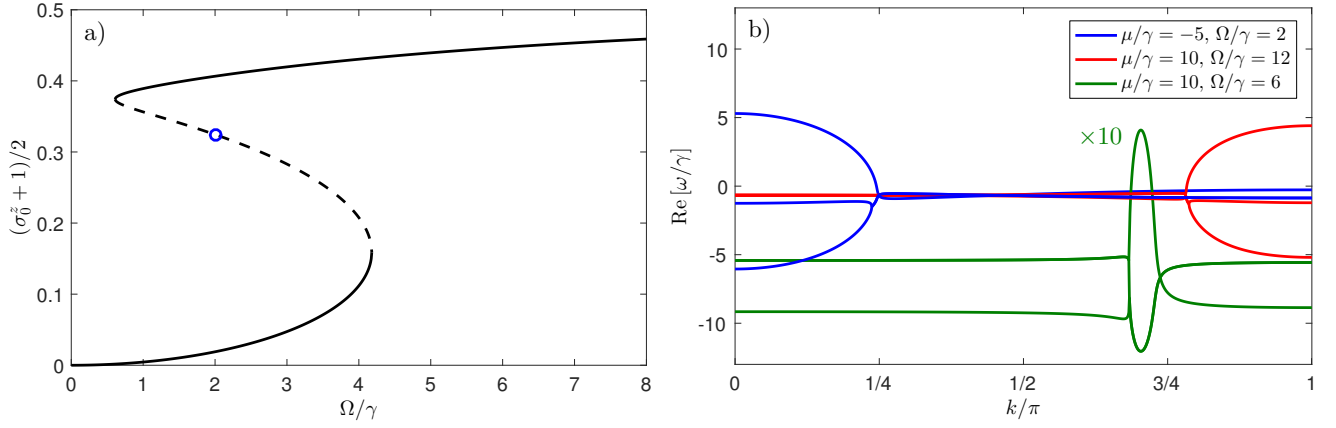 a)
0.5
0.4
0.3
0.2
0.1
0
(σ₀ᶻ + 1)/2
0 1 2 3 4 5 6 7 8
Ω/γ
b)
10
5
0
-5
-10
Re [ω/γ]
μ/γ = −5, Ω/γ = 2
μ/γ = 10, Ω/γ = 12
μ/γ = 10, Ω/γ = 6
×10
0 1/4 1/2 3/4 1
k/π